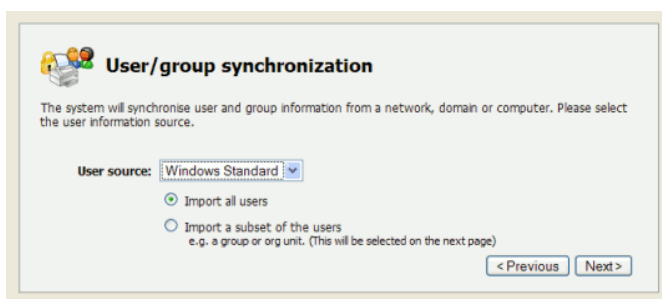 User/group synchronization
The system will synchronise user and group information from a network, domain or computer. Please select
the user information source.
User source: Windows Standard
Import all users
Import a subset of the users
e.g. a group or org unit. (This will be selected on the next page)
< Previous Next >